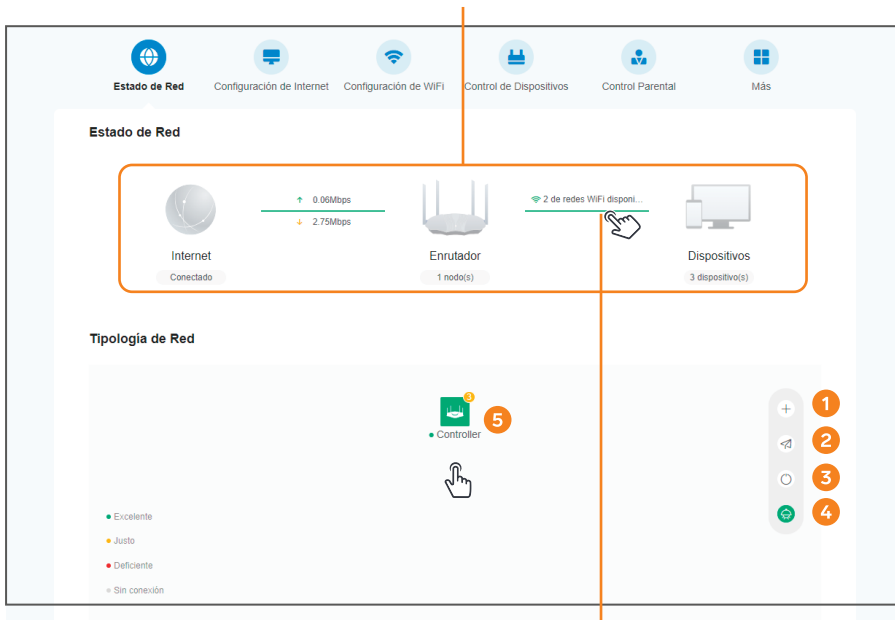 Estado de Red
Configuración de Internet
Configuración de WiFi
Control de Dispositivos
Control Parental
Más
Estado de Red
0.06Mbps
2.75Mbps
2 de redes WiFi disponi...
Internet
Enrutador
Dispositivos
Conectado
1 nodo(s)
3 dispositivo(s)
Tipología de Red
3
5
Controller
1
2
3
4
Excelente
Justo
Deficiente
Sin conexión